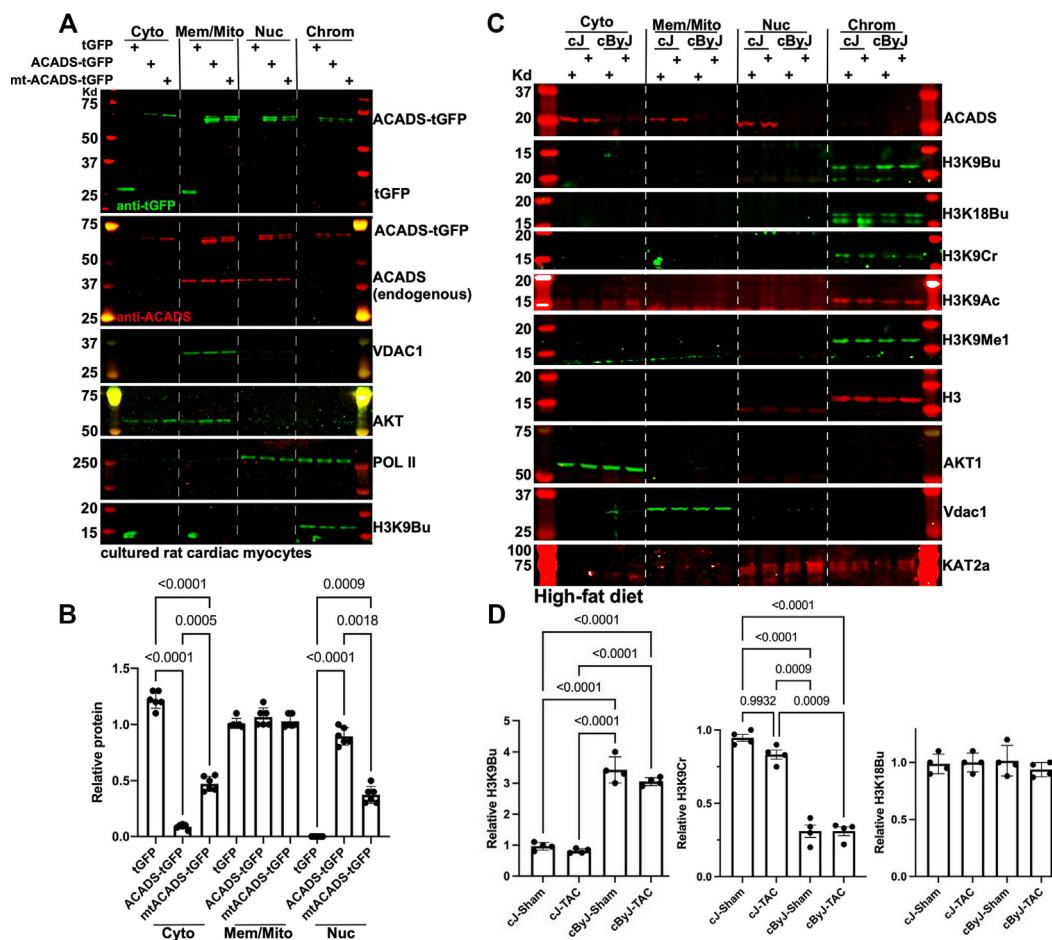 A
Cyto Mem/Mito Nuc Chrom
tGFP + + + +
ACADS-tGFP + + + +
mt-ACADS-tGFP + + + +
Kd
75
50
37
25
ACADS-tGFP
tGFP
anti-tGFP
75
50
37
25
ACADS-tGFP
ACADS
(endogenous)
anti-ACADS
37
25
VDAC1
75
50
AKT
250
POL II
20
15
H3K9Bu
cultured rat cardiac myocytes
B
Relative protein
<0.0001
0.0005
<0.0001
0.0009
0.0018
<0.0001
1.5
1.0
0.5
0.0
tGFP
ACADS-tGFP
mtACADS-tGFP
tGFP
ACADS-tGFP
mtACADS-tGFP
tGFP
ACADS-tGFP
mtACADS-tGFP
Cyto Mem/Mito Nuc
C
Cyto Mem/Mito Nuc Chrom
cJ cByJ cJ cByJ cJ cByJ cJ cByJ
+ + + + + + + +
Kd + + + + + + + +
37
20
ACADS
15
20
H3K9Bu
20
15
H3K18Bu
20
15
H3K9Cr
20
15
H3K9Ac
20
15
H3K9Me1
20
15
H3
75
50
AKT1
37
25
Vdac1
100
75
KAT2a
High-fat diet
D
Relative H3K9Bu
<0.0001
<0.0001
<0.0001
<0.0001
5
4
3
2
1
0
cJ-Sham
cJ-TAC
cByJ-Sham
cByJ-TAC
Relative H3K9Cr
<0.0001
<0.0001
0.0009
0.9932
0.0009
1.0
0.5
0.0
cJ-Sham
cJ-TAC
cByJ-Sham
cByJ-TAC
Relative H3K18Bu
1.0
0.5
0.0
cJ-Sham
cJ-TAC
cByJ-Sham
cByJ-TAC